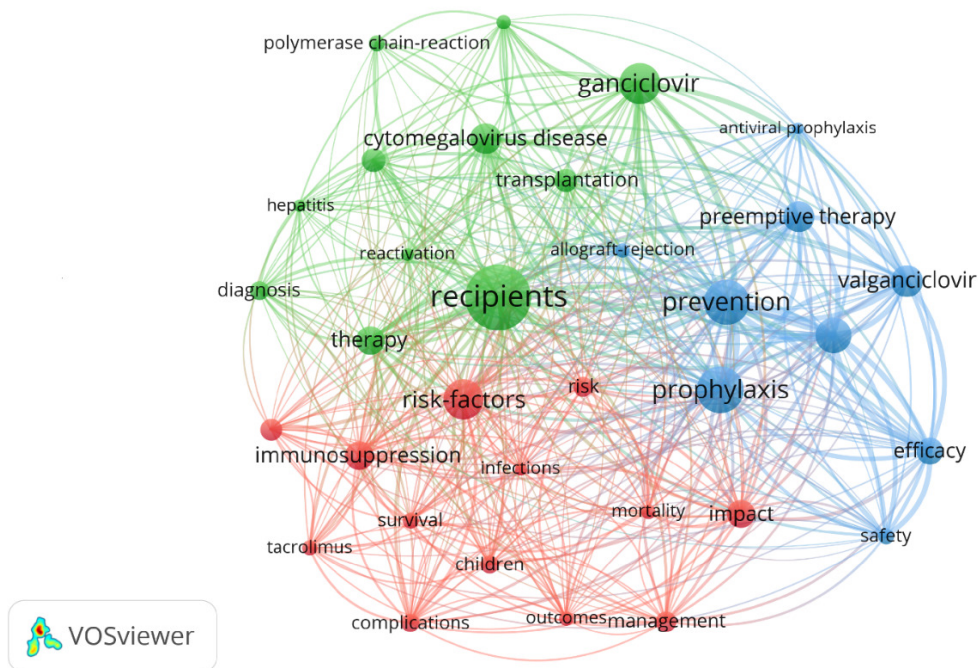 polymerase chain-reaction
ganciclovir
antiviral prophylaxis
cytomegalovirus disease
transplantation
hepatitis
preemptive therapy
reactivation
allograft-rejection
diagnosis
valganciclovir
recipients
prevention
therapy
risk
prophylaxis
risk-factors
immunosuppression
infections
efficacy
mortality
impact
survival
safety
tacrolimus
children
complications
outcomes
management
VOSviewer